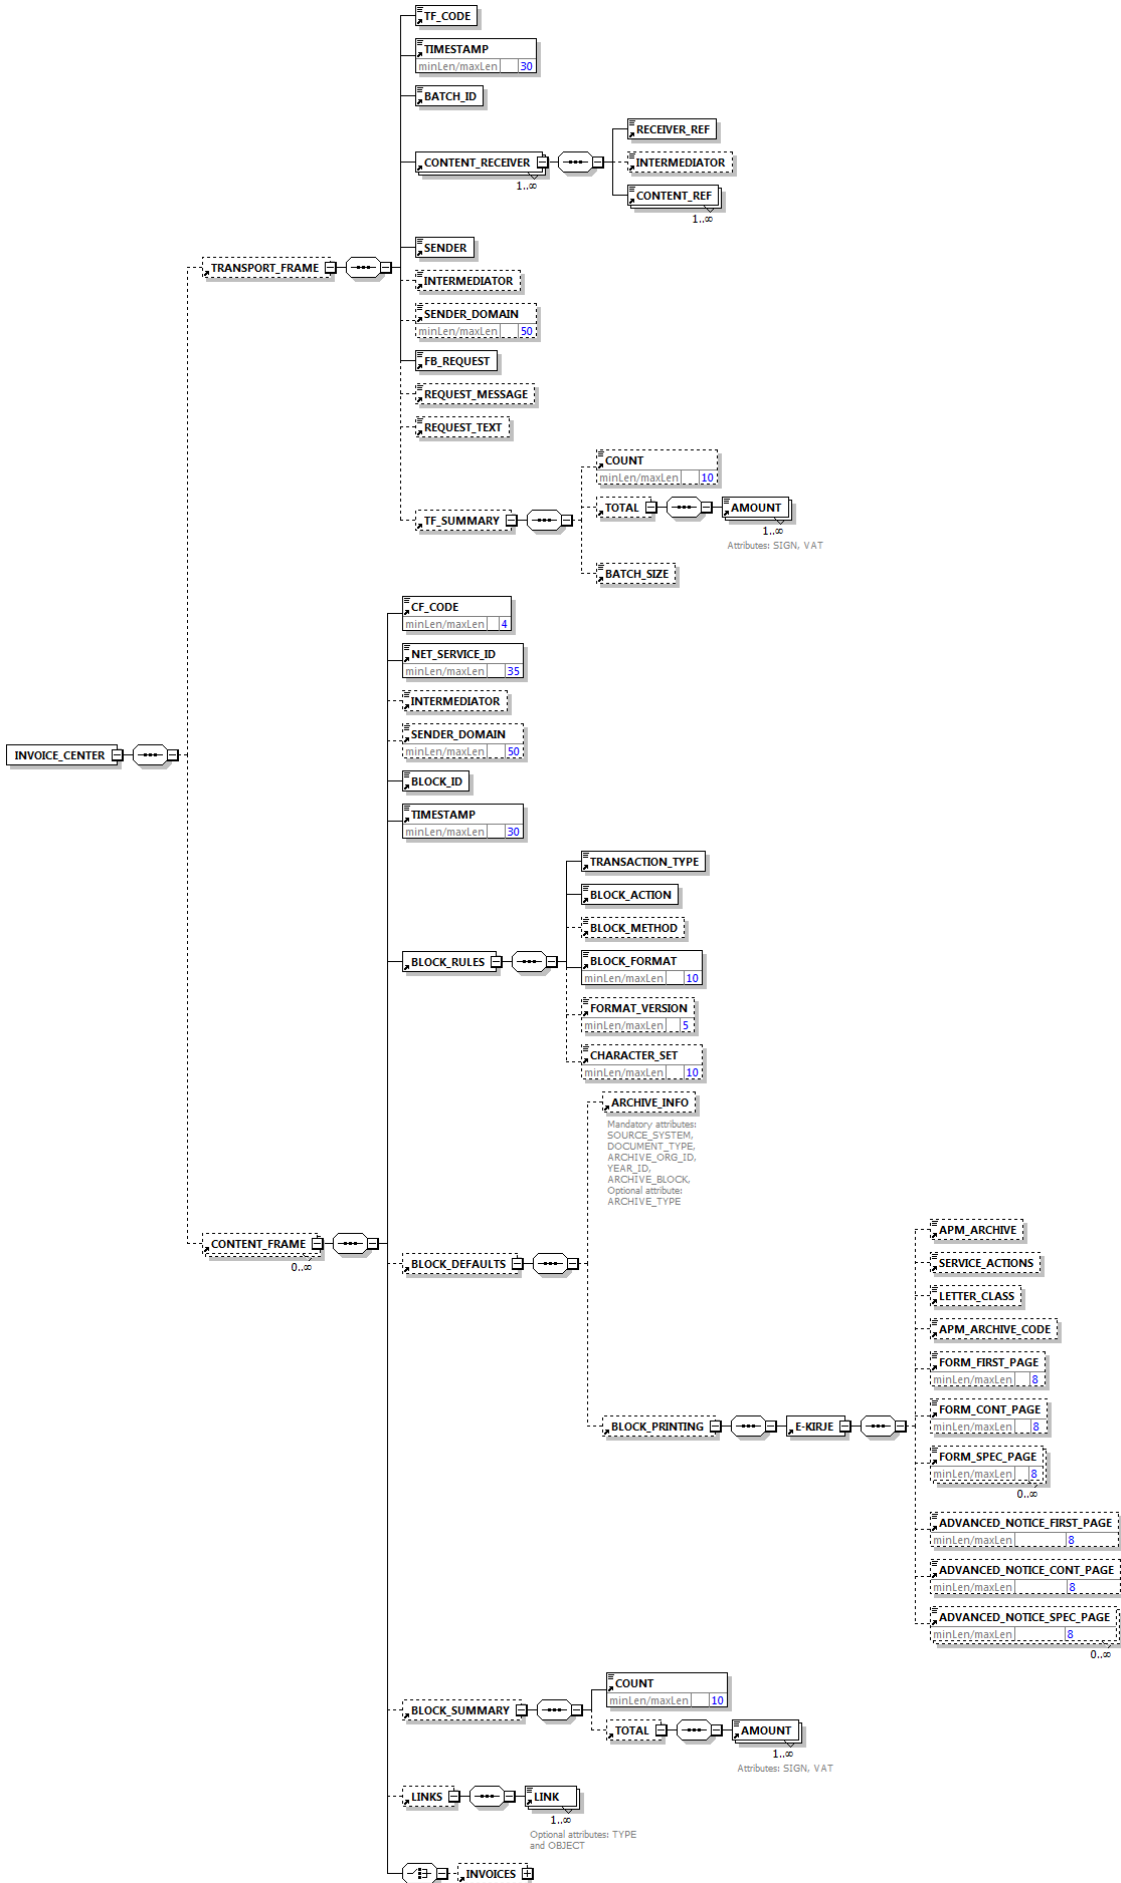 TF_CODE
TIMESTAMP
minLen/maxLen 30
BATCH_ID
RECEIVER_REF
CONTENT_RECEIVER
INTERMEDIATOR
1..∞
CONTENT_REF
1..∞
SENDER
TRANSPORT_FRAME
INTERMEDIATOR
SENDER_DOMAIN
minLen/maxLen 50
FB_REQUEST
REQUEST_MESSAGE
REQUEST_TEXT
COUNT
minLen/maxLen 10
TOTAL
AMOUNT
TF_SUMMARY
1..∞
Attributes: SIGN, VAT
BATCH_SIZE
CF_CODE
minLen/maxLen 4
NET_SERVICE_ID
minLen/maxLen 35
INTERMEDIATOR
SENDER_DOMAIN
minLen/maxLen 50
INVOICE_CENTER
BLOCK_ID
TIMESTAMP
minLen/maxLen 30
TRANSACTION_TYPE
BLOCK_ACTION
BLOCK_METHOD
BLOCK_RULES
BLOCK_FORMAT
minLen/maxLen 10
FORMAT_VERSION
minLen/maxLen 5
CHARACTER_SET
minLen/maxLen 10
ARCHIVE_INFO
Mandatory attributes:
SOURCE_SYSTEM,
DOCUMENT_TYPE,
ARCHIVE_ORG_ID,
YEAR_ID,
ARCHIVE_BLOCK,
Optional attribute:
ARCHIVE_TYPE
CONTENT_FRAME
0..∞
BLOCK_DEFAULTS
APM_ARCHIVE
SERVICE_ACTIONS
LETTER_CLASS
APM_ARCHIVE_CODE
FORM_FIRST_PAGE
minLen/maxLen 8
FORM_CONT_PAGE
minLen/maxLen 8
BLOCK_PRINTING
E-KIRJE
FORM_SPEC_PAGE
minLen/maxLen 8
0..∞
ADVANCED_NOTICE_FIRST_PAGE
minLen/maxLen 8
ADVANCED_NOTICE_CONT_PAGE
minLen/maxLen 8
ADVANCED_NOTICE_SPEC_PAGE
minLen/maxLen 8
0..∞
COUNT
minLen/maxLen 10
BLOCK_SUMMARY
TOTAL
AMOUNT
1..∞
Attributes: SIGN, VAT
LINKS
LINK
1..∞
Optional attributes: TYPE
and OBJECT
INVOICES